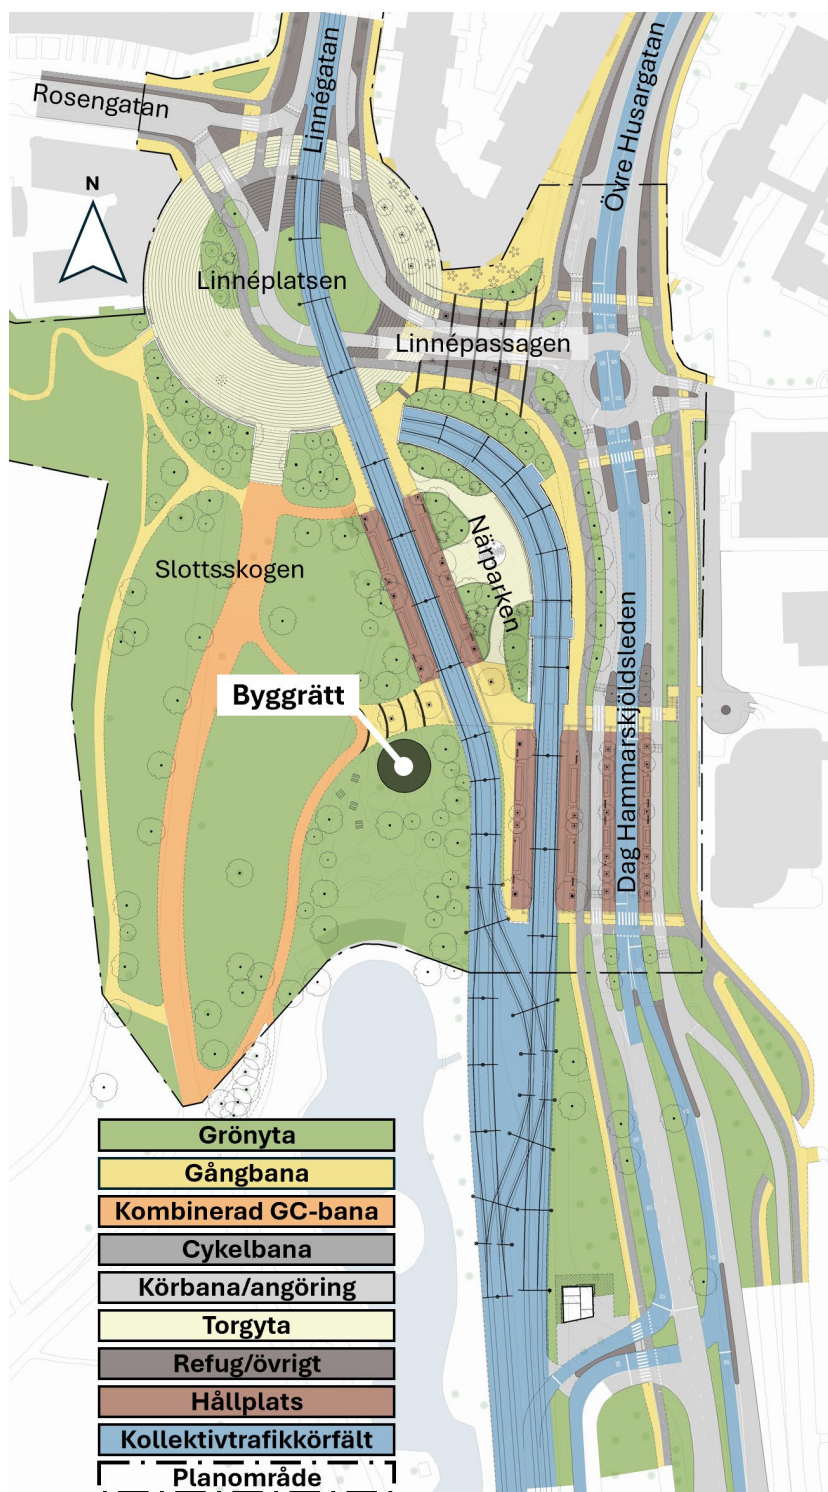 Linnégatan
Övre Husargatan
Rosengatan
N
Linnéplatsen
Linnépassagen
Närparken
Slottsskogen
Dag Hammarskjöldsleden
Byggrätt
Grönyta
Gångbana
Kombinerad GC-bana
Cykelbana
Körbana/angöring
Torgyta
Refug/övrigt
Hållplats
Kollektivtrafikkörfält
Planområde